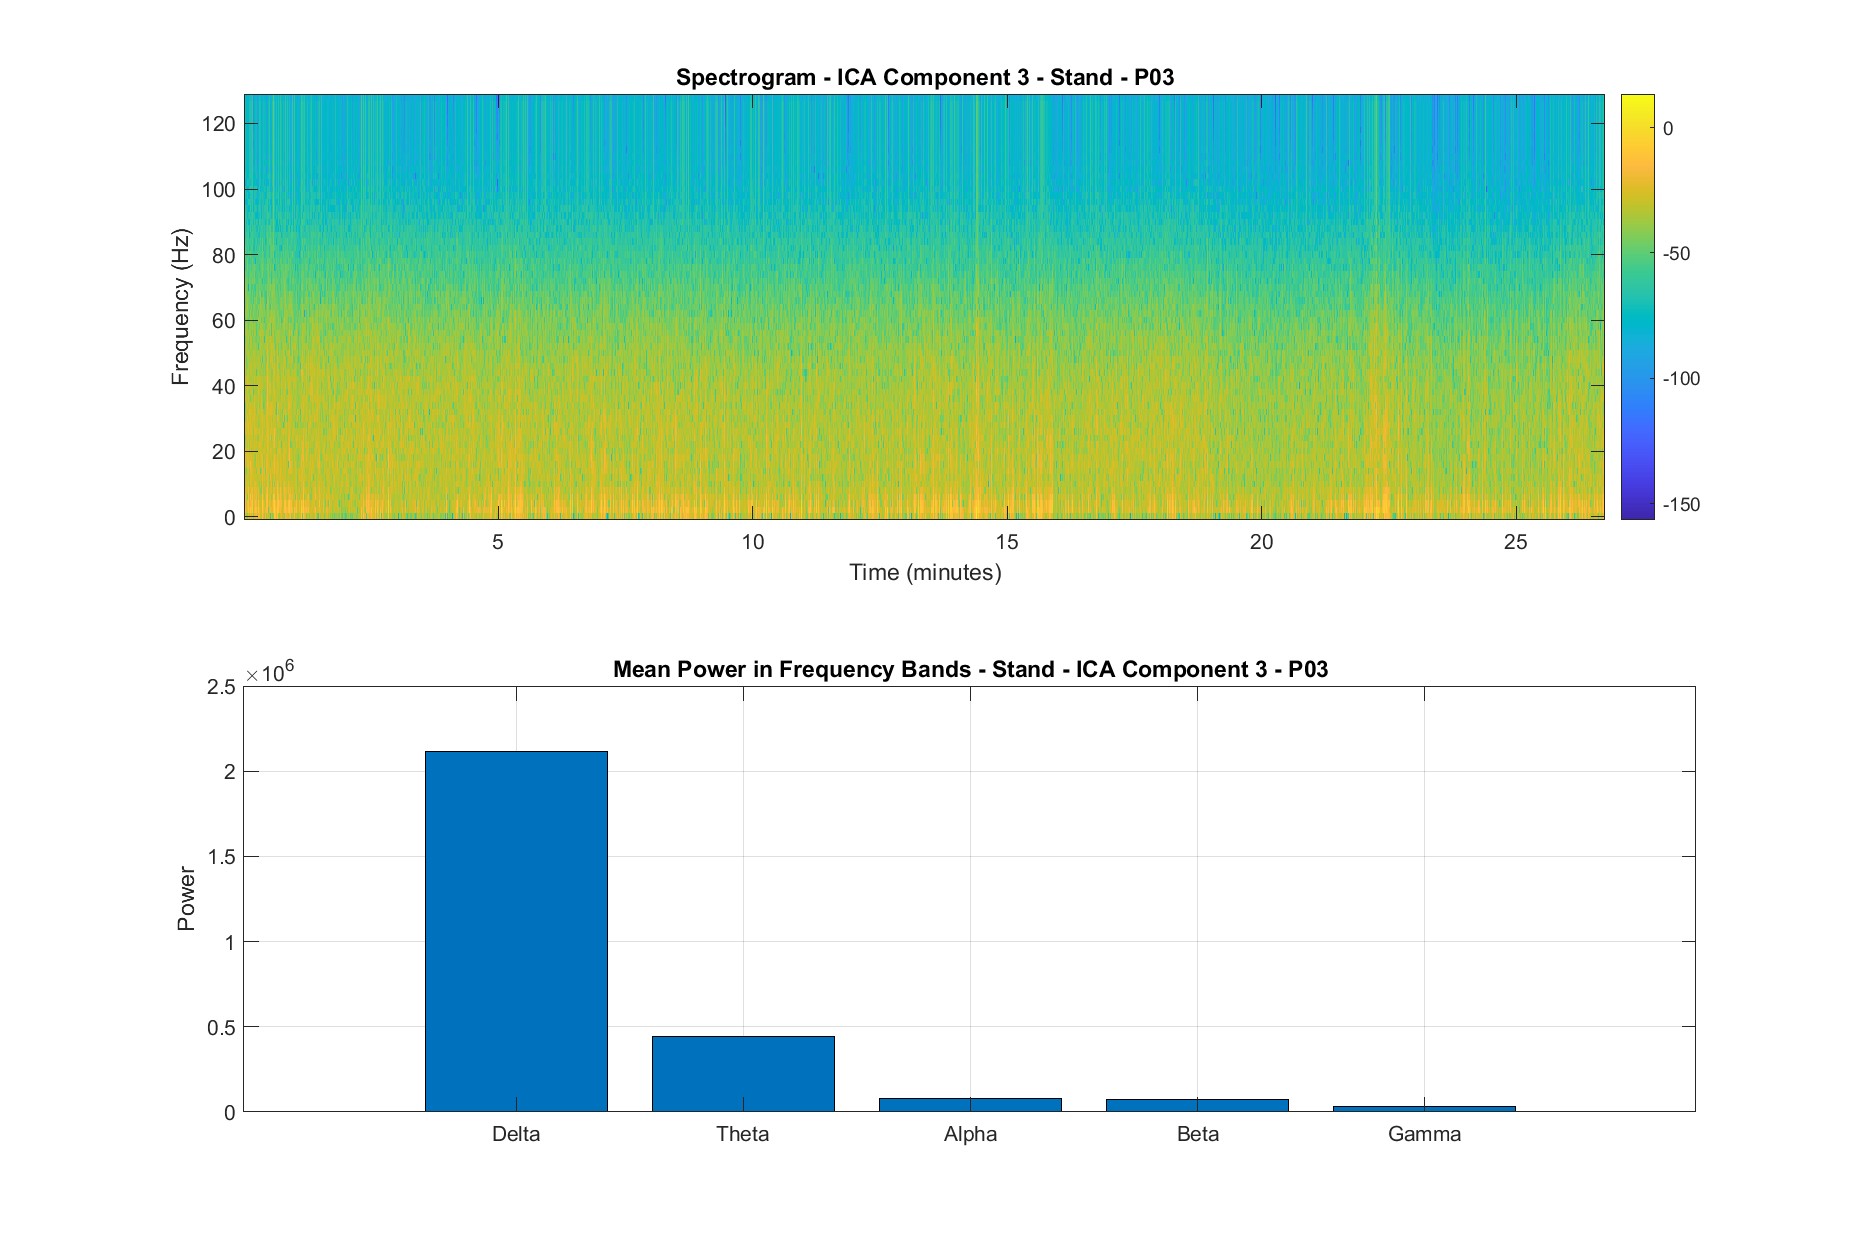 Spectrogram - ICA Component 3 - Stand - P03
120
100
80
60
40
20
0
Frequency (Hz)
5 10 15 20 25
Time (minutes)
0
-50
-100
-150
Mean Power in Frequency Bands - Stand - ICA Component 3 - P03
×10⁶
2.5
2
1.5
1
0.5
0
Power
Delta Theta Alpha Beta Gamma